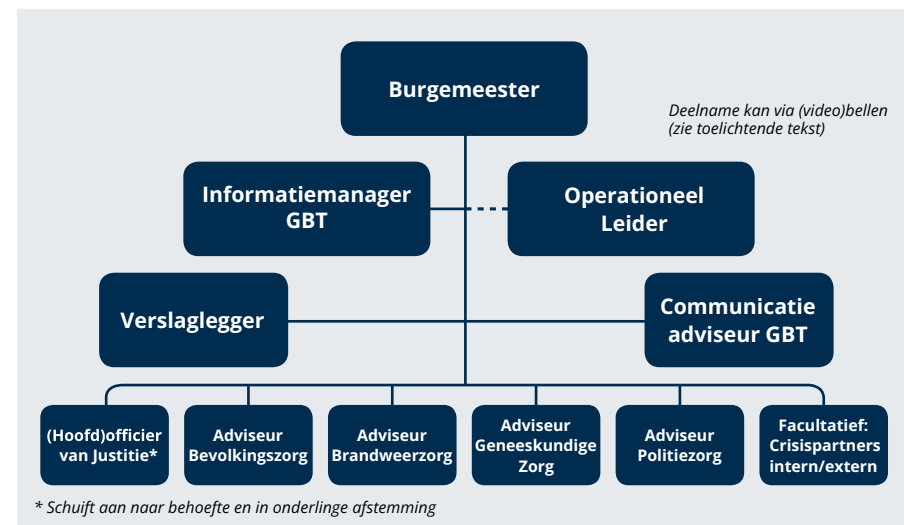 Burgemeester
Deelname kan via (video)bellen
(zie toelichtende tekst)
Informatiemanager
GBT
Operationeel
Leider
Verslaglegger
Communicatie
adviseur GBT
(Hoofd)officier
van Justitie*
Adviseur
Bevolkingszorg
Adviseur
Brandweerzorg
Adviseur
Geneeskundige
Zorg
Adviseur
Politiezorg
Facultatief:
Crisispartners
intern/extern
* Schuift aan naar behoefte en in onderlinge afstemming